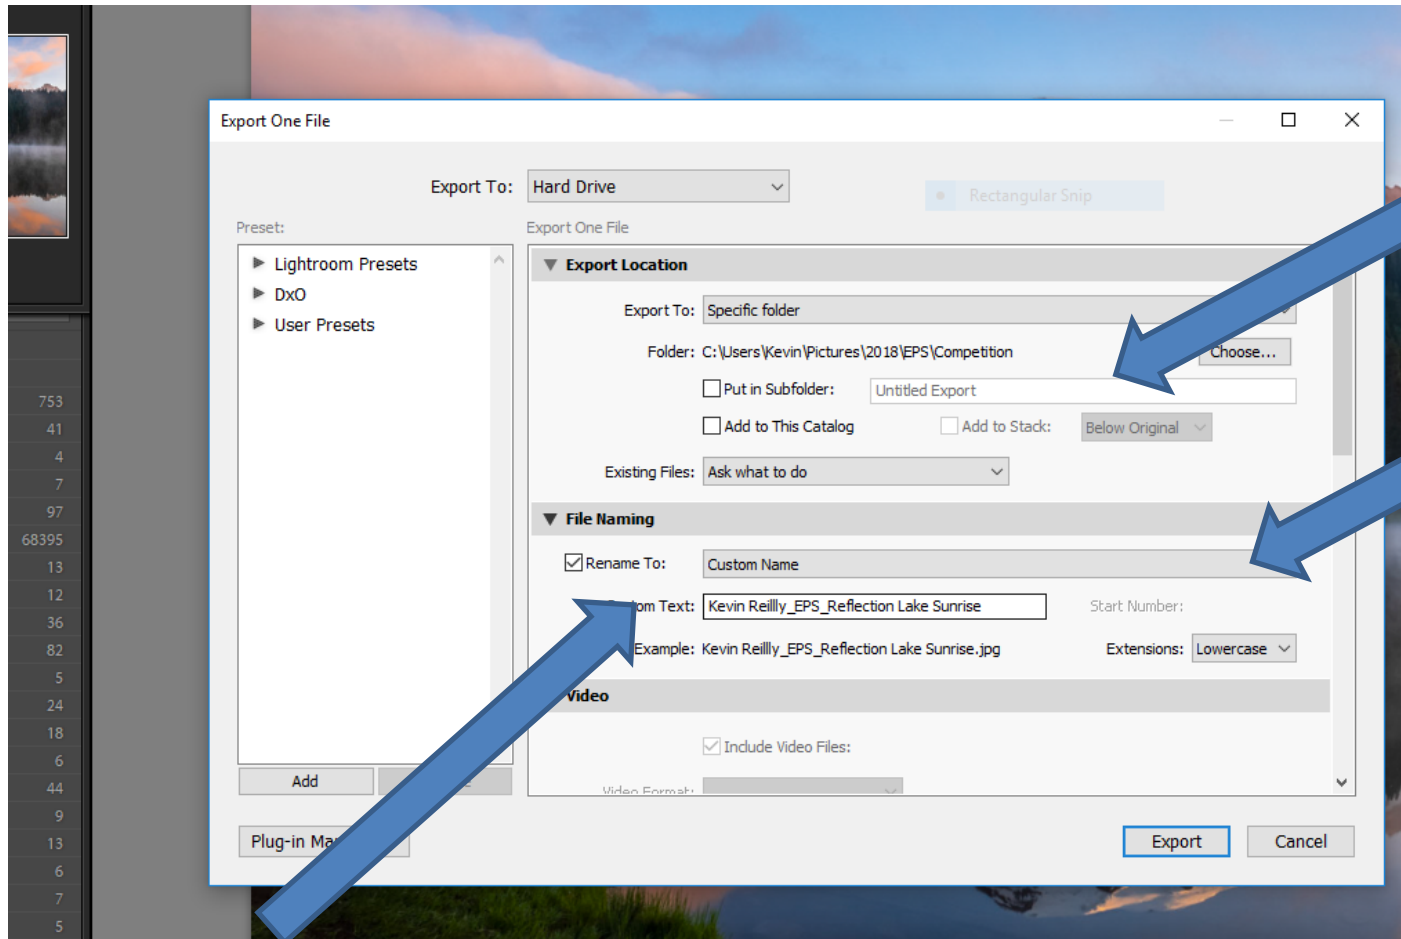 Export One File
Export To: Hard Drive
Rectangular Snip
Preset:
Export One File
Lightroom Presets
DxO
User Presets
Export Location
Export To: Specific folder
Folder: C:\Users\Kevin\Pictures\2018\EPS\Competition Choose...
Put in Subfolder: Untitled Export
Add to This Catalog Add to Stack: Below Original
Existing Files: Ask what to do
File Naming
Rename To: Custom Name
Text: Kevin Reillly_EPS_Reflection Lake Sunrise Start Number:
Example: Kevin Reillly_EPS_Reflection Lake Sunrise.jpg Extensions: Lowercase
Video
Include Video Files:
Video Format:
Add
Plug-in
Export Cancel
753
41
4
7
97
68395
13
12
36
82
5
24
18
6
44
9
13
6
7
5